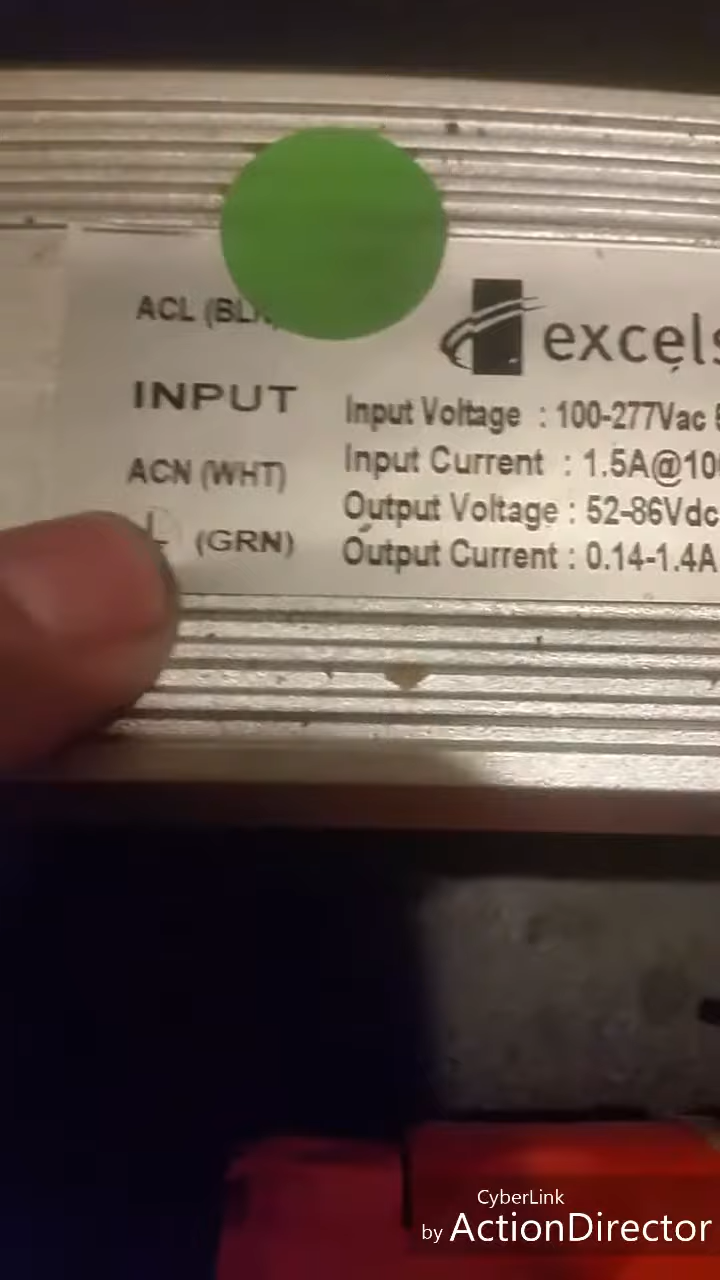 ACL (BL
excels
INPUT
Input Voltage : 100-277Vac
ACN (WHT)
Input Current : 1.5A@10
Output Voltage : 52-86Vdc
(GRN)
Output Current : 0.14-1.4A
CyberLink
by ActionDirector